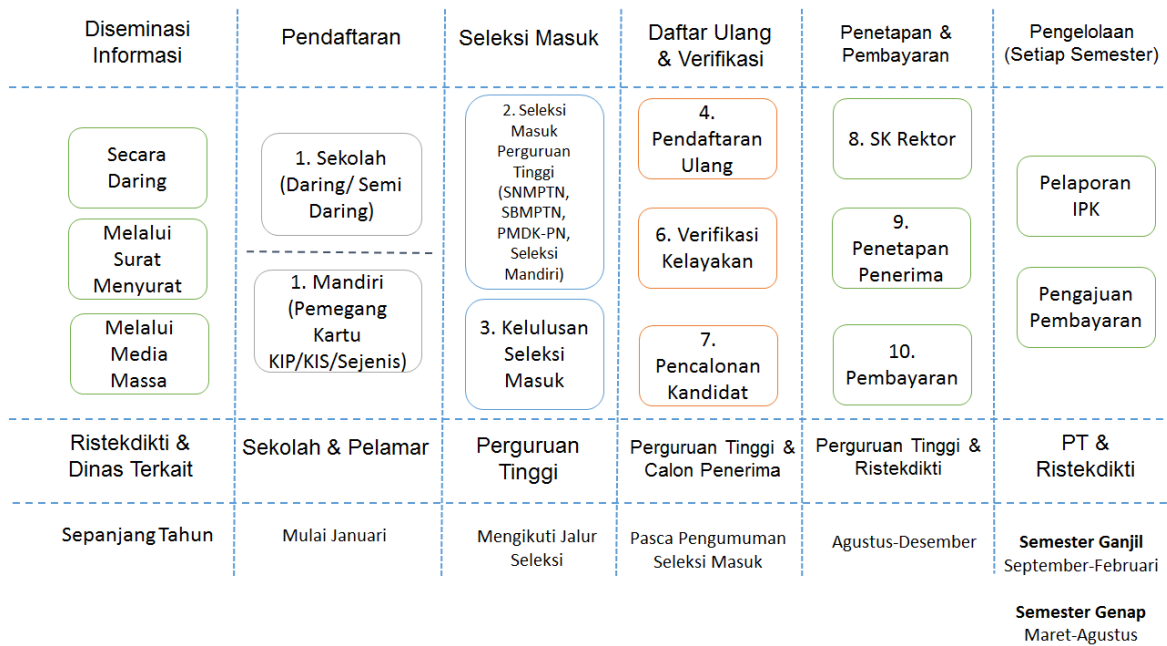 Diseminasi
Informasi
Pendaftaran
Seleksi Masuk
Daftar Ulang
& Verifikasi
Penetapan &
Pembayaran
Pengelolaan
(Setiap Semester)
Secara
Daring
Melalui
Surat
Menyurat
Melalui
Media
Massa
1. Sekolah
(Daring/ Semi
Daring)
1. Mandiri
(Pemegang
Kartu
KIP/KIS/Sejenis)
2. Seleksi
Masuk
Perguruan
Tinggi
(SNMPTN,
SBMPTN,
PMDK-PN,
Seleksi
Mandiri)
3. Kelulusan
Seleksi
Masuk
4.
Pendaftaran
Ulang
6. Verifikasi
Kelayakan
7.
Pencalonan
Kandidat
8. SK Rektor
9.
Penetapan
Penerima
10.
Pembayaran
Pelaporan
IPK
Pengajuan
Pembayaran
Ristekdikti &
Dinas Terkait
Sekolah & Pelamar
Perguruan
Tinggi
Perguruan Tinggi &
Calon Penerima
Perguruan Tinggi &
Ristekdikti
PT &
Ristekdikti
Sepanjang Tahun
Mulai Januari
Mengikuti Jalur
Seleksi
Pasca Pengumuman
Seleksi Masuk
Agustus-Desember
Semester Ganjil
September-Februari
Semester Genap
Maret-Agustus